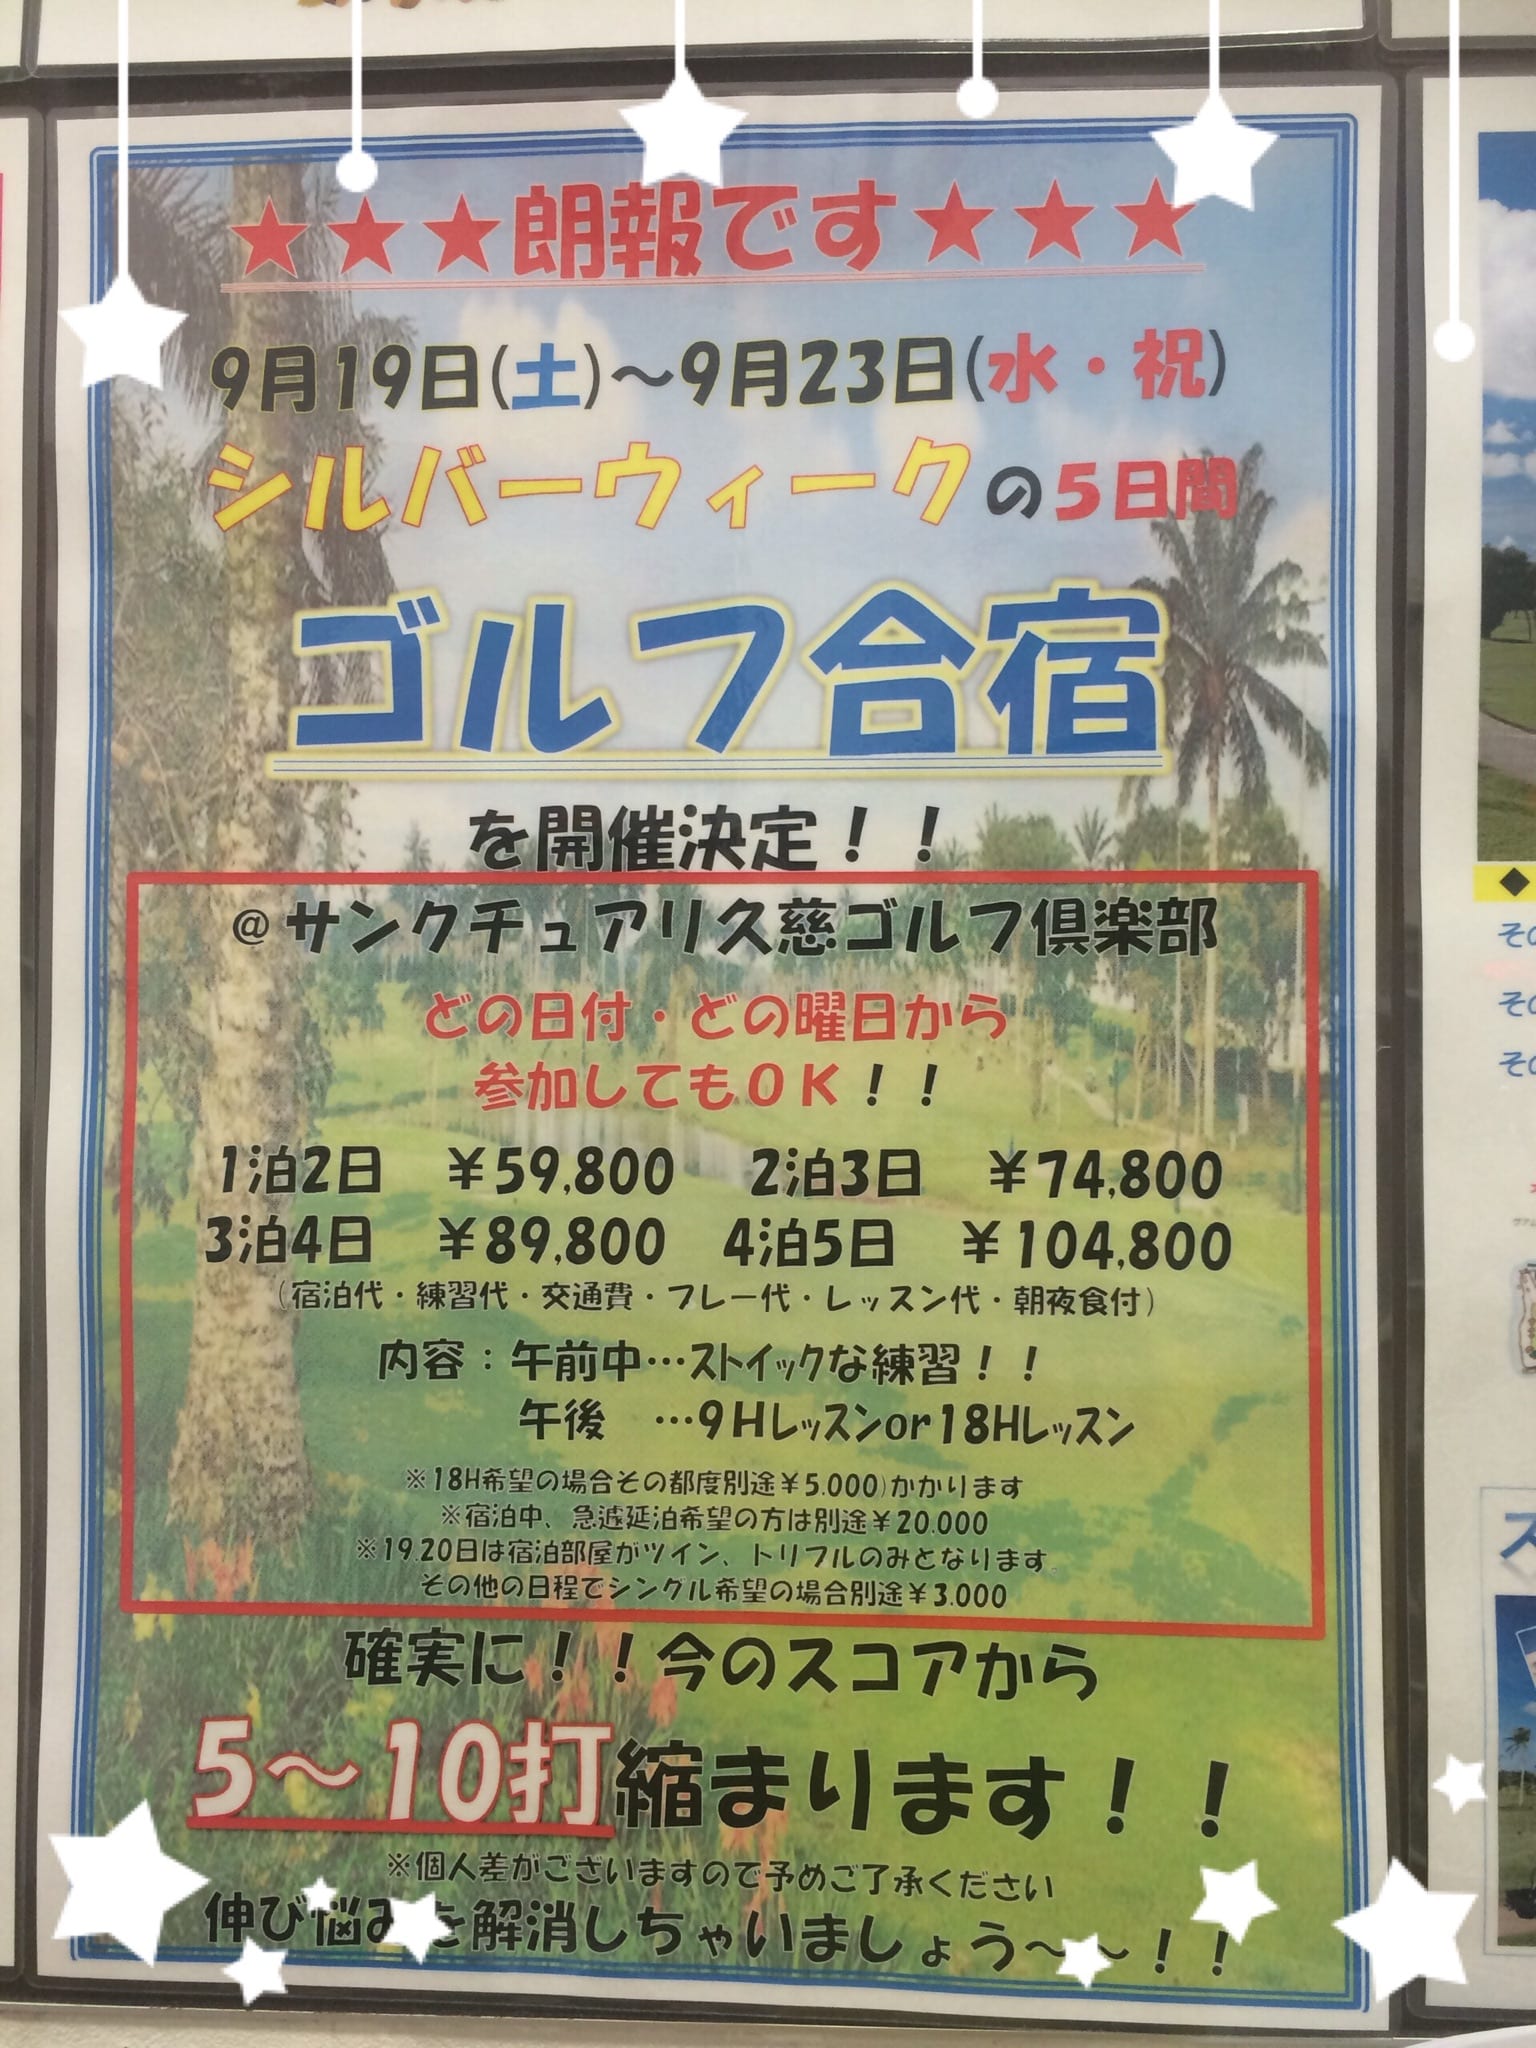 ★★★朗報です★★★
9月19日(土)～9月23日(水・祝)
シルバーウィークの5日間
ゴルフ合宿
を開催決定！！
＠サンクチュアリ久慈ゴルフ倶楽部
どの日付・どの曜日から
参加してもOK！！
1泊2日 ￥59,800 2泊3日 ￥74,800
3泊4日 ￥89,800 4泊5日 ￥104,800
(宿泊代・練習代・交通費・プレー代・レッスン代・朝夜食付)
内容：午前中…ストイックな練習！！
午後 …9Hレッスンor18Hレッスン
※18H希望の場合その都度別途￥5.000)かかります
※宿泊中、急遽延泊希望の方は別途￥20.000
※19.20日は宿泊部屋がツイン、トリプルのみとなります。
その他の日程でシングル希望の場合別途￥3.000
確実に！！今のスコアから
5～10打縮まります！！
※個人差がございますので予めご了承ください
伸び悩みを解消しちゃいましょう～～！！
◆
その
その
その